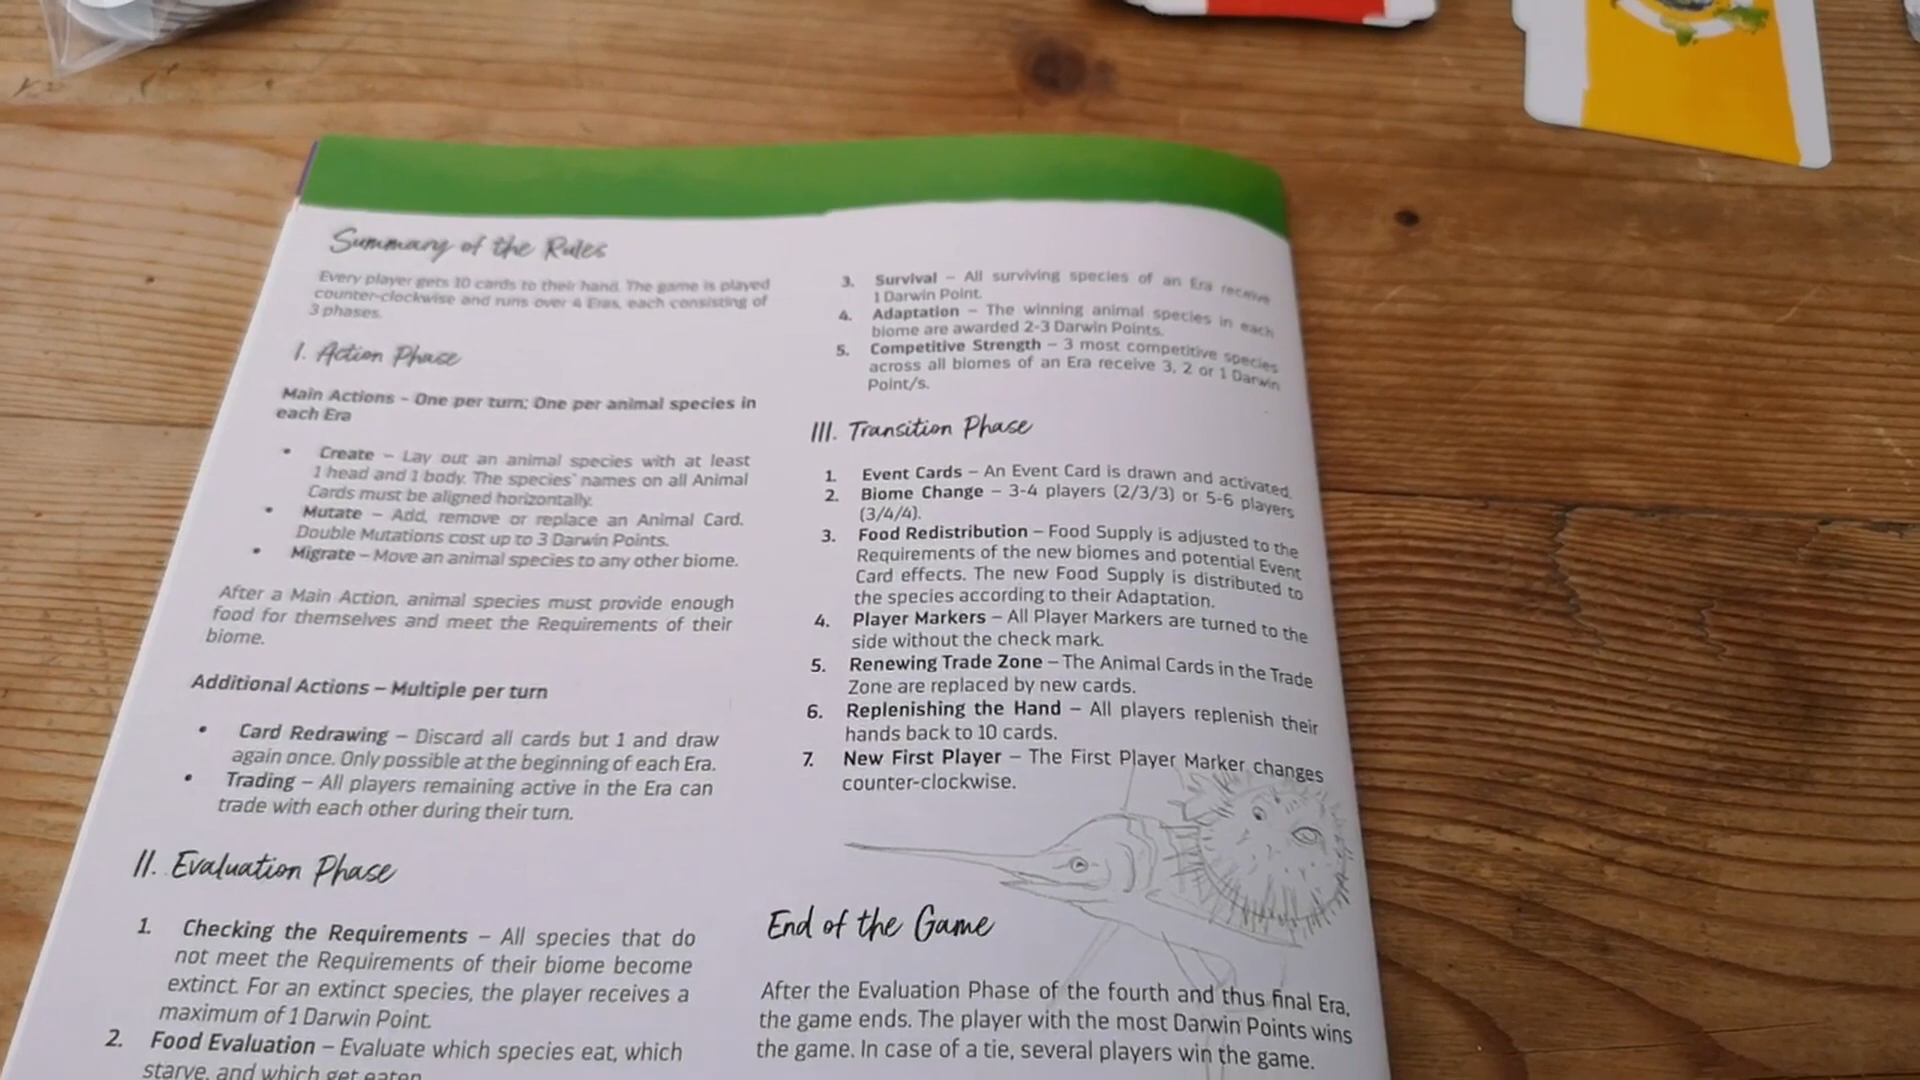 Summary of the Rules
Every player gets 10 cards to their hand. The game is played
counter-clockwise and runs over 4 Eras, each consisting of
3 phases.
I. Action Phase
Main Actions - One per turn; One per animal species in
each Era
• Create – Lay out an animal species with at least
1 head and 1 body. The species` names on all Animal
Cards must be aligned horizontally.
• Mutate – Add, remove or replace an Animal Card.
Double Mutations cost up to 3 Darwin Points.
• Migrate – Move an animal species to any other biome.
After a Main Action, animal species must provide enough
food for themselves and meet the Requirements of their
biome.
Additional Actions – Multiple per turn
• Card Redrawing – Discard all cards but 1 and draw
again once. Only possible at the beginning of each Era.
• Trading – All players remaining active in the Era can
trade with each other during their turn.
II. Evaluation Phase
1. Checking the Requirements – All species that do
not meet the Requirements of their biome become
extinct. For an extinct species, the player receives a
maximum of 1 Darwin Point.
2. Food Evaluation – Evaluate which species eat, which
starve, and which get eaten.
3. Survival – All surviving species of an Era receive
1 Darwin Point.
4. Adaptation – The winning animal species in each
biome are awarded 2-3 Darwin Points.
5. Competitive Strength – 3 most competitive species
across all biomes of an Era receive 3, 2 or 1 Darwin
Point/s.
III. Transition Phase
1. Event Cards – An Event Card is drawn and activated.
2. Biome Change – 3-4 players (2/3/3) or 5-6 players
(3/4/4).
3. Food Redistribution – Food Supply is adjusted to the
Requirements of the new biomes and potential Event
Card effects. The new Food Supply is distributed to
the species according to their Adaptation.
4. Player Markers – All Player Markers are turned to the
side without the check mark.
5. Renewing Trade Zone – The Animal Cards in the Trade
Zone are replaced by new cards.
6. Replenishing the Hand – All players replenish their
hands back to 10 cards.
7. New First Player – The First Player Marker changes
counter-clockwise.
End of the Game
After the Evaluation Phase of the fourth and thus final Era,
the game ends. The player with the most Darwin Points wins
the game. In case of a tie, several players win the game.